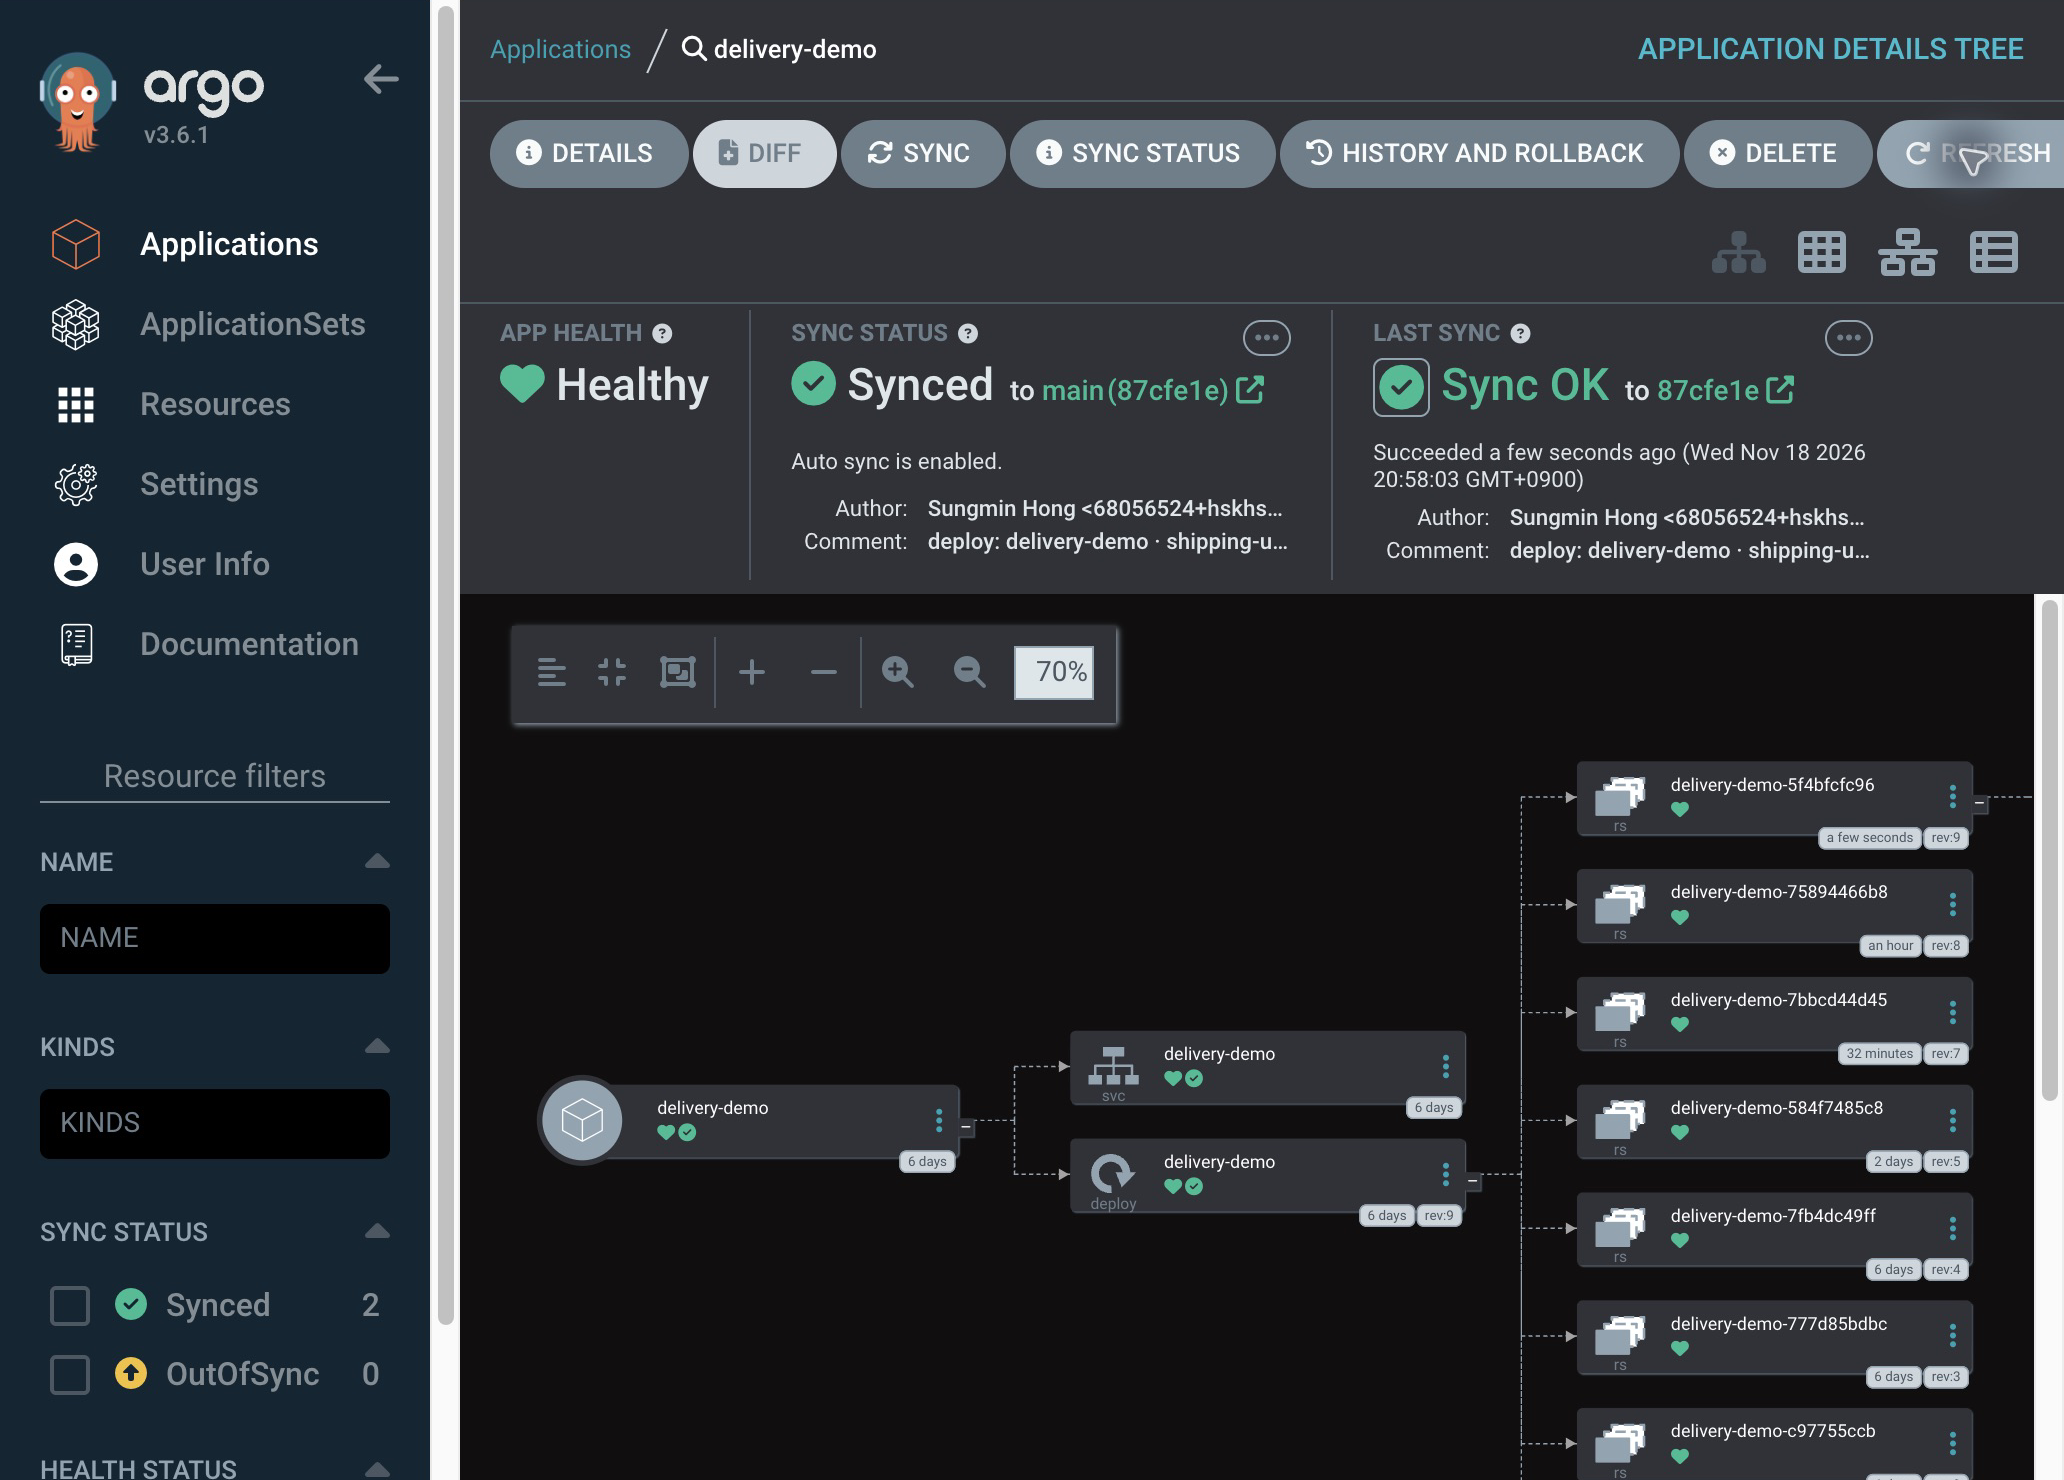 argo
v3.6.1
Applications
ApplicationSets
Resources
Settings
User Info
Documentation
Resource filters
NAME
NAME
KINDS
KINDS
SYNC STATUS
Synced 2
OutOfSync 0
HEALTH STATUS
Applications / delivery-demo
APPLICATION DETAILS TREE
DETAILS
DIFF
SYNC
SYNC STATUS
HISTORY AND ROLLBACK
DELETE
REFRESH
APP HEALTH
Healthy
SYNC STATUS
Synced to main (87cfe1e)
Auto sync is enabled.
Author: Sungmin Hong <68056524+hskhs...
Comment: deploy: delivery-demo · shipping-u...
LAST SYNC
Sync OK to 87cfe1e
Succeeded a few seconds ago (Wed Nov 18 2026
20:58:03 GMT+0900)
Author: Sungmin Hong <68056524+hskhs...
Comment: deploy: delivery-demo · shipping-u...
70%
delivery-demo
6 days
delivery-demo
svc
6 days
delivery-demo
deploy
6 days rev:9
delivery-demo-5f4bfcfc96
rs
a few seconds rev:9
delivery-demo-75894466b8
rs
an hour rev:8
delivery-demo-7bbcd44d45
rs
32 minutes rev:7
delivery-demo-584f7485c8
rs
2 days rev:5
delivery-demo-7fb4dc49ff
rs
6 days rev:4
delivery-demo-777d85bdbc
rs
6 days rev:3
delivery-demo-c97755ccb
rs